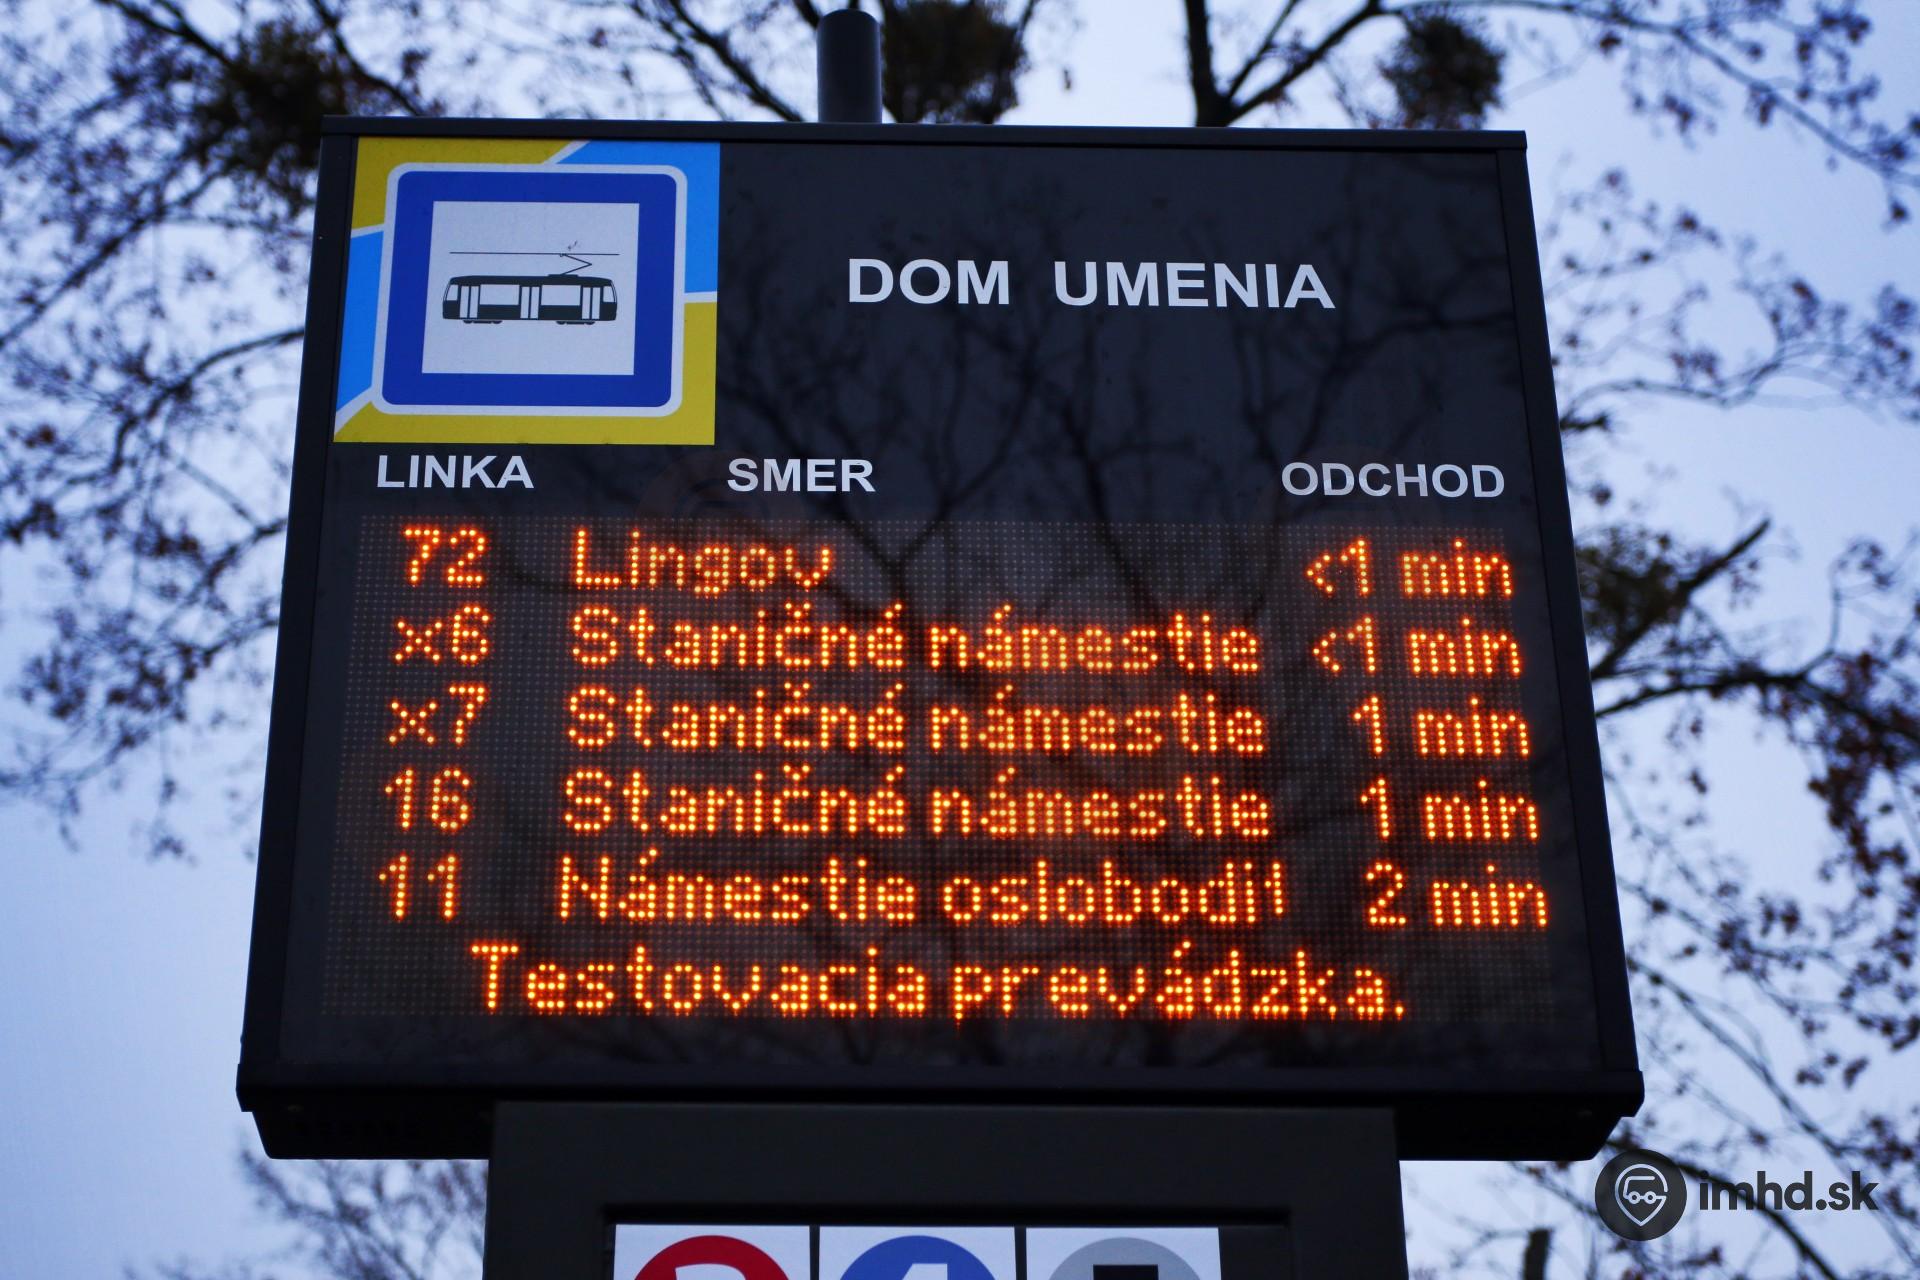 DOM UMENIA
LINKA SMER ODCHOD
72 Lingov <1 min
x6 Staničné námestie <1 min
x7 Staničné námestie 1 min
16 Staničné námestie 1 min
11 Námestie oslobodi 2 min
Testovacia prevádzka.
imhd.sk